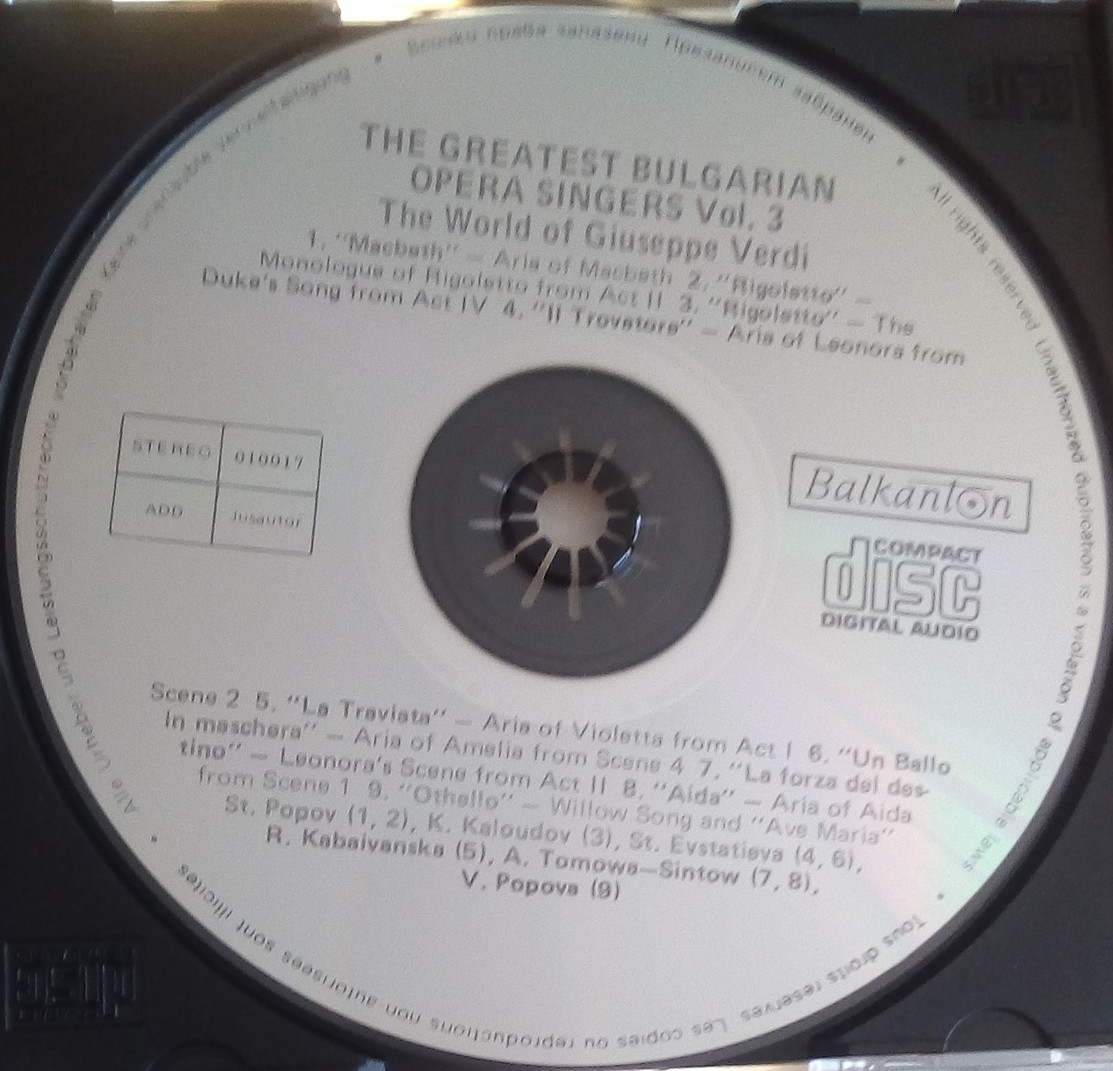 THE GREATEST BULGARIAN
OPERA SINGERS Vol. 3
The World of Giuseppe Verdi
1. "Macbeth" – Aria of Macbeth 2. "Rigoletto" –
Monologue of Rigoletto from Act II 3. "Rigoletto" – The
Duke's Song from Act IV 4. "Il Trovatore" – Aria of Leonora from
STEREO 010017
ADD Jusautor
Balkanton
COMPACT
disc
DIGITAL AUDIO
Scene 2 5. "La Traviata" – Aria of Violetta from Act I 6. "Un Ballo
in maschera" – Aria of Amelia from Scene 4 7. "La forza del des-
tino" – Leonora's Scene from Act II 8. "Aida" – Aria of Aida
from Scene 1 9. "Othello" – Willow Song and "Ave Maria"
St. Popov (1, 2), K. Kaloudov (3), St. Evstatieva (4, 6),
R. Kabaivanska (5), A. Tomowa–Sintow (7, 8),
V. Popova (9)
Всички права запазени Презаписът забранен • All rights reserved Unauthorized duplication is a violation of applicable laws • Tous droits reserves Les copies ou reproductions non autorisees sont illicites • Alle Urheber und Leistungsschutzrechte vorbehalten Keine unerlaubte Vervielfaltigung •